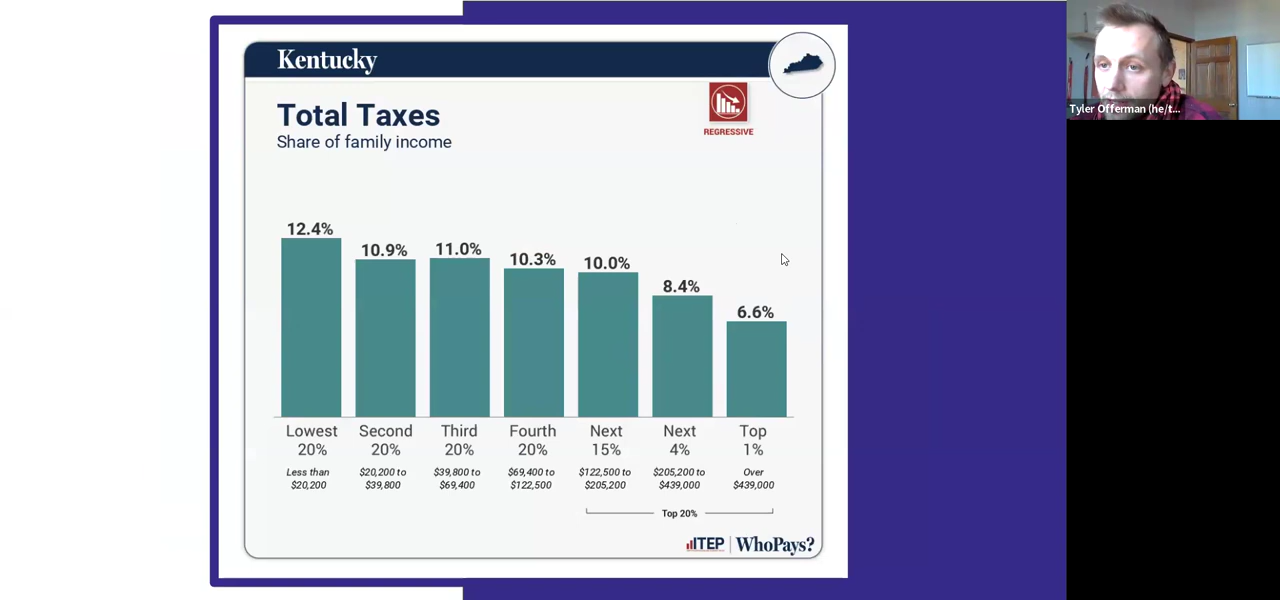 Kentucky
Total Taxes
Share of family income
REGRESSIVE
12.4%
10.9%
11.0%
10.3%
10.0%
8.4%
6.6%
Lowest
20%
Second
20%
Third
20%
Fourth
20%
Next
15%
Next
4%
Top
1%
Less than
$20,200
$20,200 to
$39,800
$39,800 to
$69,400
$69,400 to
$122,500
$122,500 to
$205,200
$205,200 to
$439,000
Over
$439,000
Top 20%
ITEP | WhoPays?
Tyler Offerman (he/t...